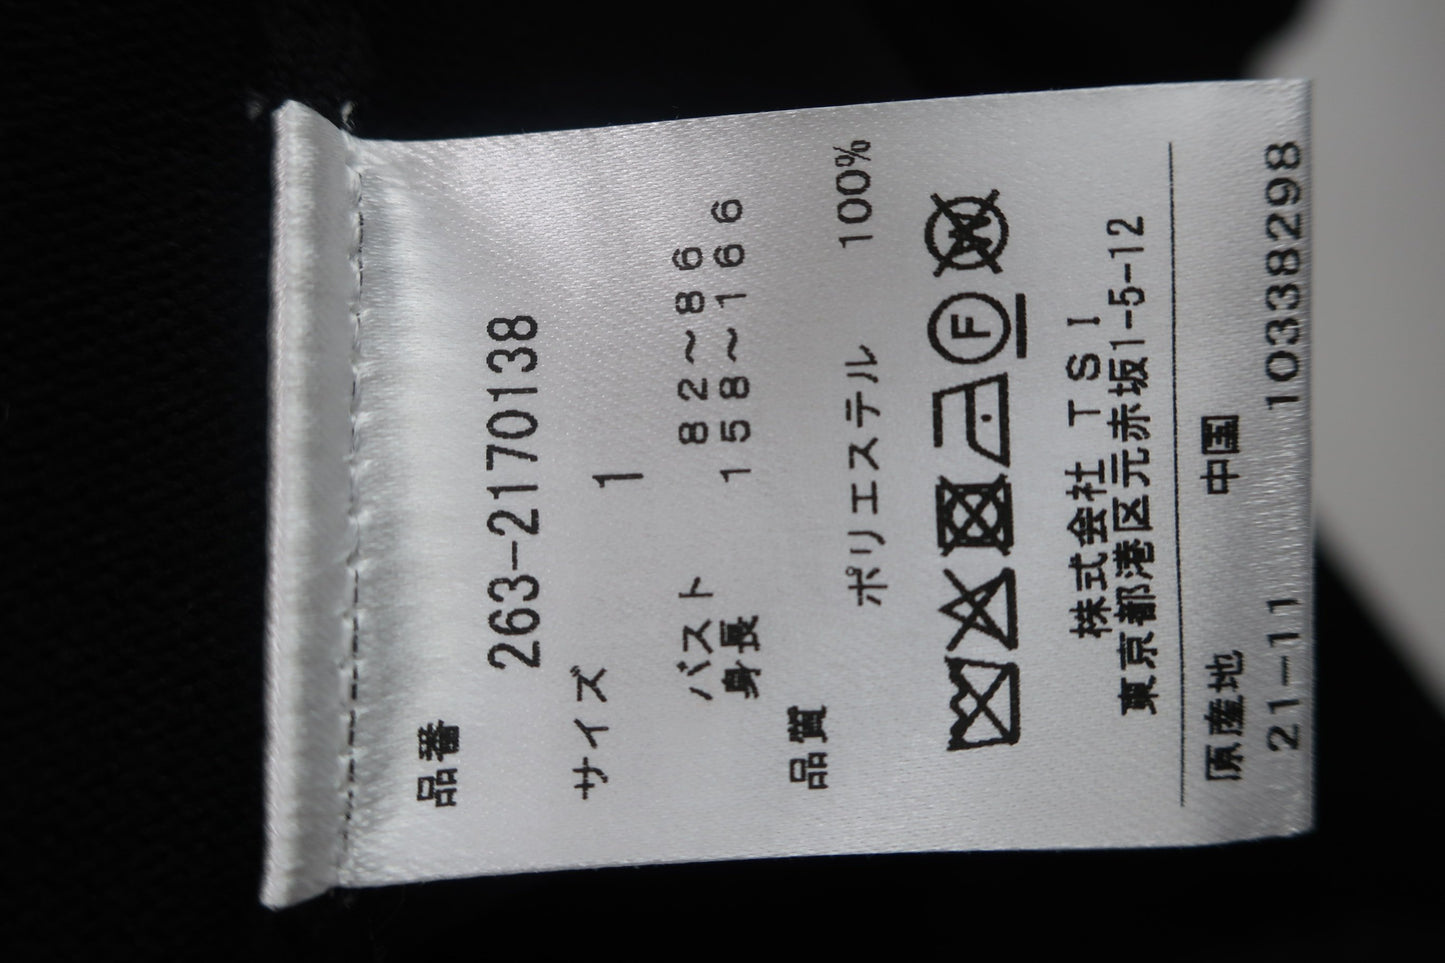 品番
263-2170138
サイズ
1
バスト 82～86
身長 158～166
品質
ポリエステル 100%
F
W
株式会社 TSI
東京都港区元赤坂1-5-12
原産地 中国
21-11 10338298